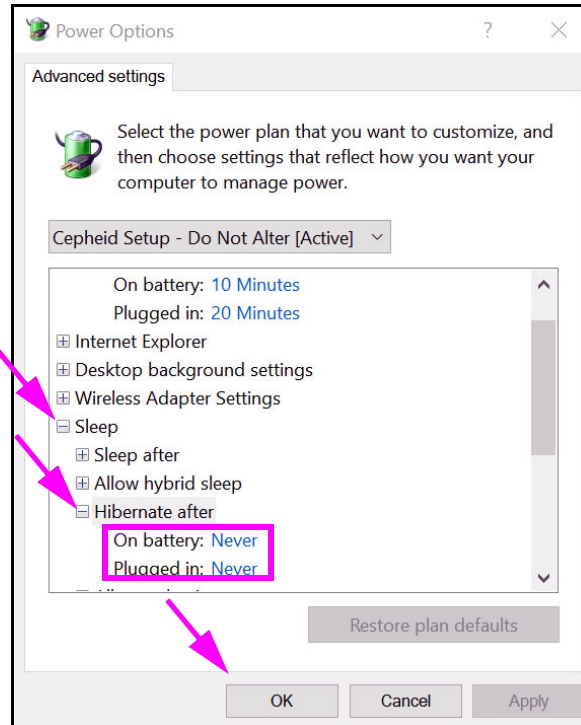 Power Options
?
Advanced settings
Select the power plan that you want to customize, and
then choose settings that reflect how you want your
computer to manage power.
Cepheid Setup - Do Not Alter [Active]
On battery: 10 Minutes
Plugged in: 20 Minutes
Internet Explorer
Desktop background settings
Wireless Adapter Settings
Sleep
Sleep after
Allow hybrid sleep
Hibernate after
On battery: Never
Plugged in: Never
Restore plan defaults
OK Cancel Apply